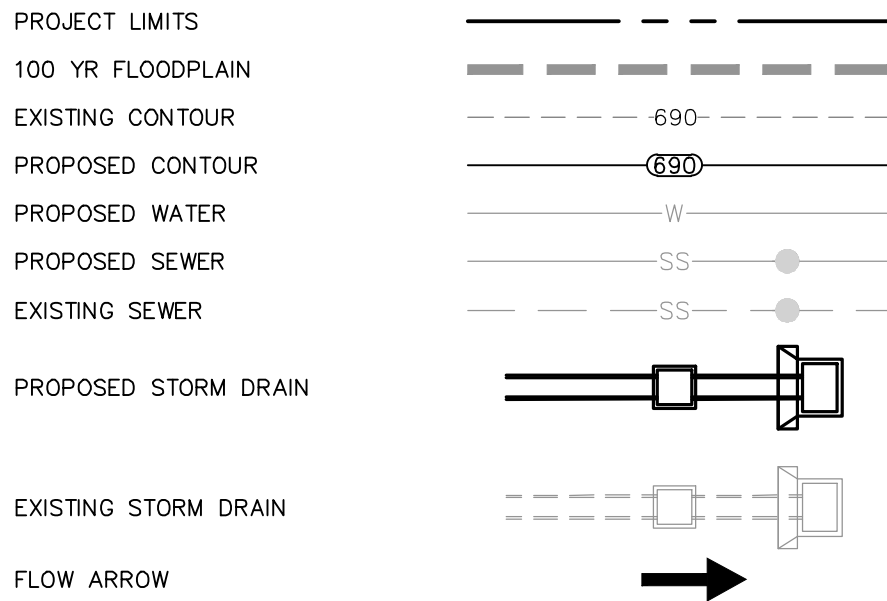 PROJECT LIMITS
100 YR FLOODPLAIN
EXISTING CONTOUR 690
PROPOSED CONTOUR 690
PROPOSED WATER W
PROPOSED SEWER SS
EXISTING SEWER SS
PROPOSED STORM DRAIN
EXISTING STORM DRAIN
FLOW ARROW